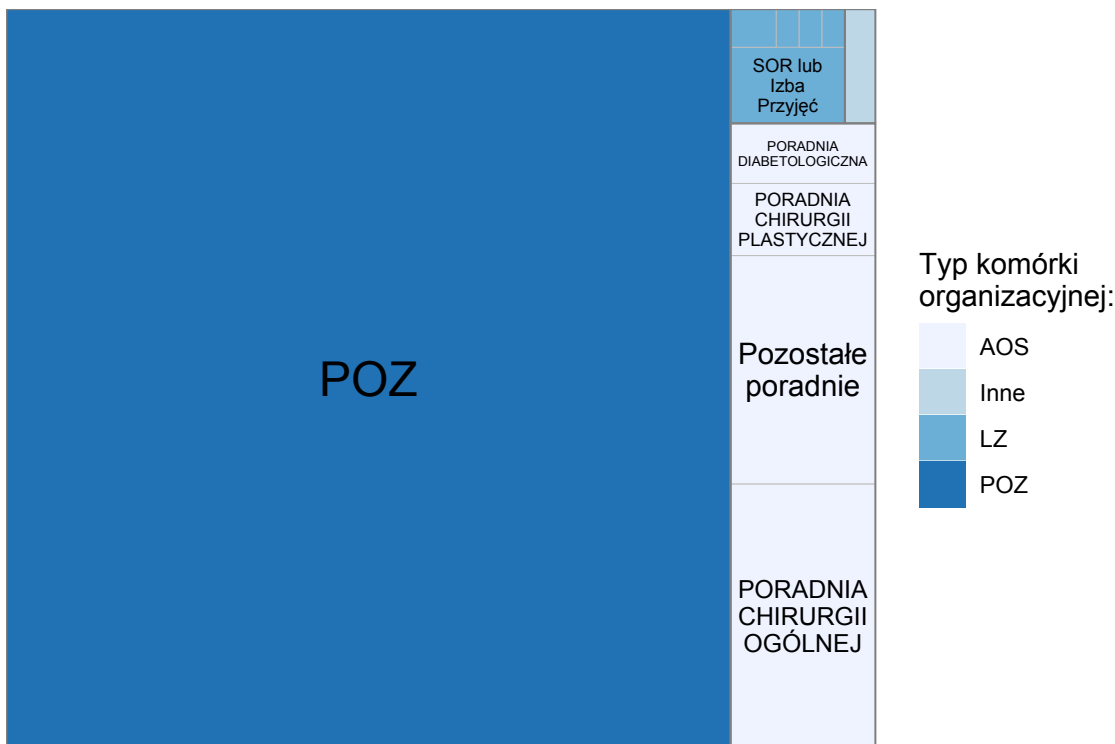 POZ
SOR lub
Izba
Przyjęć
PORADNIA
DIABETOLOGICZNA
PORADNIA
CHIRURGII
PLASTYCZNEJ
Pozostałe
poradnie
PORADNIA
CHIRURGII
OGÓLNEJ
Typ komórki
organizacyjnej:
AOS
Inne
LZ
POZ